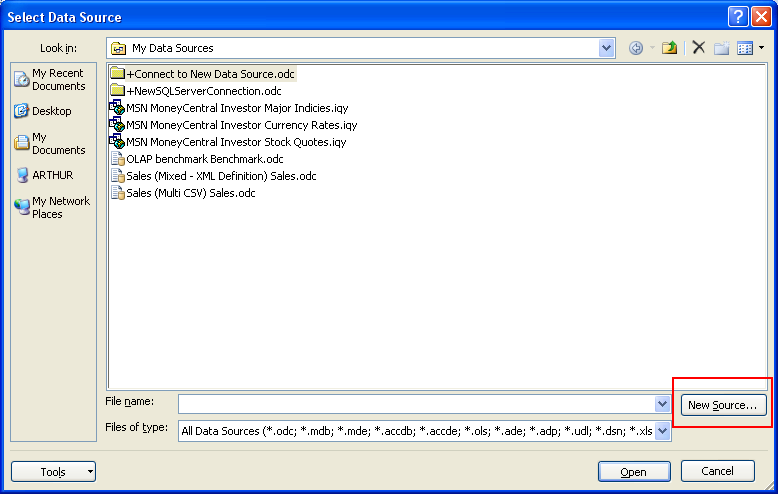 Select Data Source
Look in:
My Data Sources
My Recent
Documents
Desktop
My
Documents
ARTHUR
My Network
Places
+Connect to New Data Source.odc
+NewSQLServerConnection.odc
MSN MoneyCentral Investor Major Indicies.iqy
MSN MoneyCentral Investor Currency Rates.iqy
MSN MoneyCentral Investor Stock Quotes.iqy
OLAP benchmark Benchmark.odc
Sales (Mixed - XML Definition) Sales.odc
Sales (Multi CSV) Sales.odc
File name:
New Source...
Files of type:
All Data Sources (*.odc; *.mdb; *.mde; *.accdb; *.accde; *.ols; *.ade; *.adp; *.udl; *.dsn; *.xls
Tools
Open
Cancel